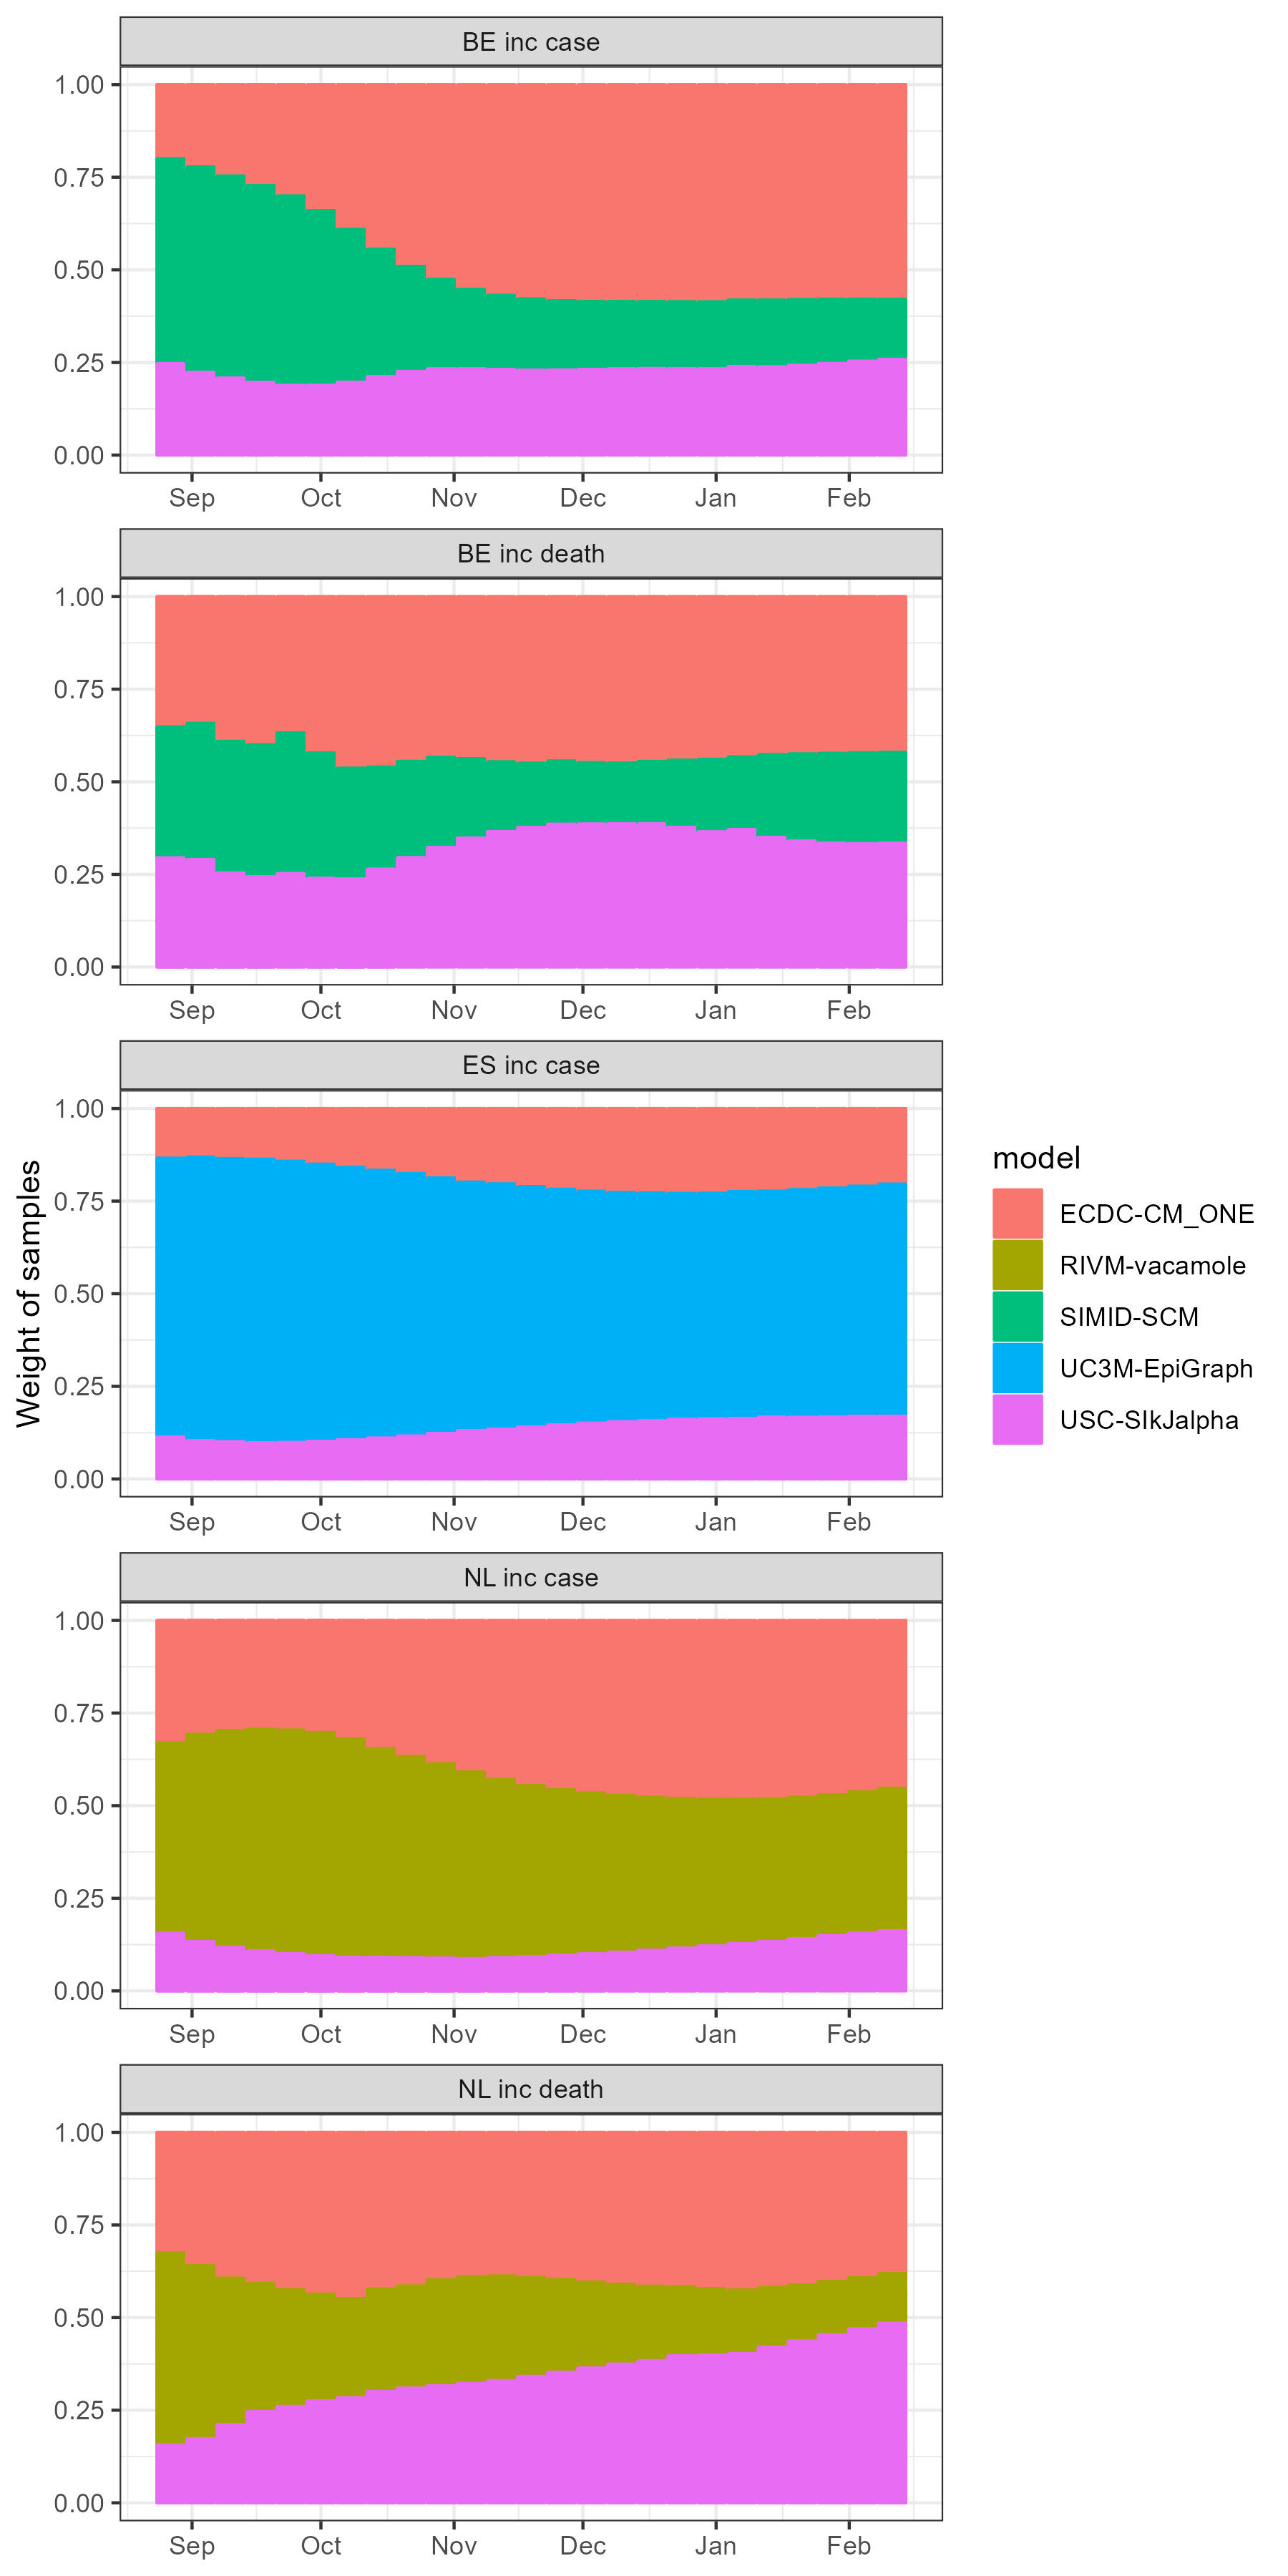 BE inc case
1.00
0.75
0.50
0.25
0.00
Sep Oct Nov Dec Jan Feb
BE inc death
1.00
0.75
0.50
0.25
0.00
Sep Oct Nov Dec Jan Feb
ES inc case
1.00
0.75
0.50
0.25
0.00
Sep Oct Nov Dec Jan Feb
NL inc case
1.00
0.75
0.50
0.25
0.00
Sep Oct Nov Dec Jan Feb
NL inc death
1.00
0.75
0.50
0.25
0.00
Sep Oct Nov Dec Jan Feb
Weight of samples
model
ECDC-CM_ONE
RIVM-vacamole
SIMID-SCM
UC3M-EpiGraph
USC-SIkJalpha